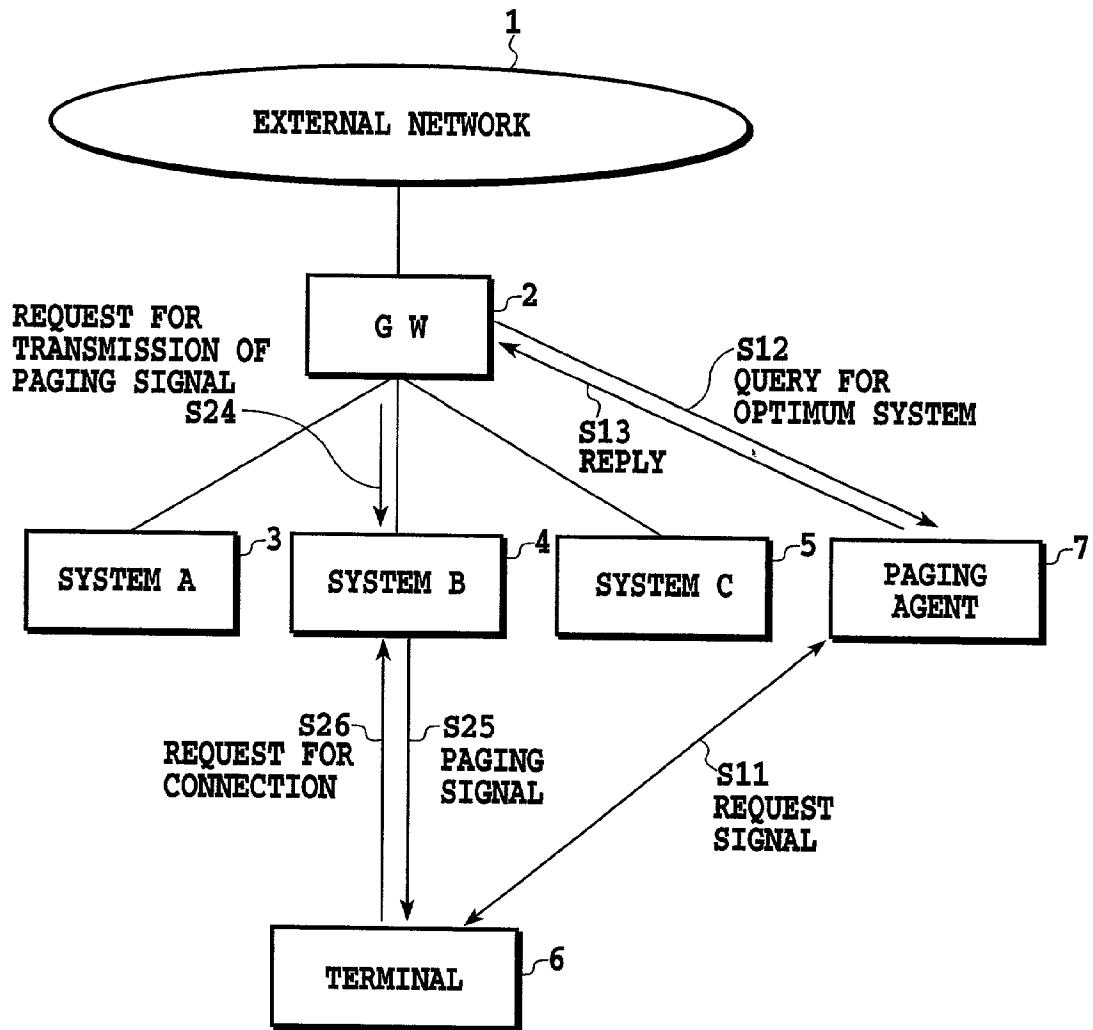 1
EXTERNAL NETWORK
2
G W
REQUEST FOR
TRANSMISSION OF
PAGING SIGNAL
S24
S12
QUERY FOR
OPTIMUM SYSTEM
S13
REPLY
3
SYSTEM A
4
SYSTEM B
5
SYSTEM C
7
PAGING
AGENT
S26
REQUEST FOR
CONNECTION
S25
PAGING
SIGNAL
S11
REQUEST
SIGNAL
6
TERMINAL